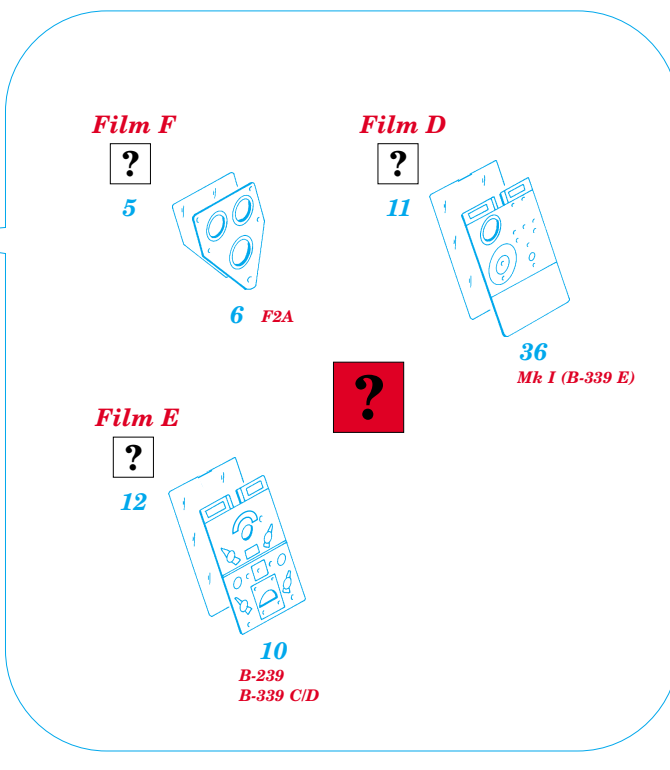 Film F
?
5
6 F2A
Film D
?
11
36
Mk I (B-339 E)
?
Film E
?
12
10
B-239
B-339 C/D